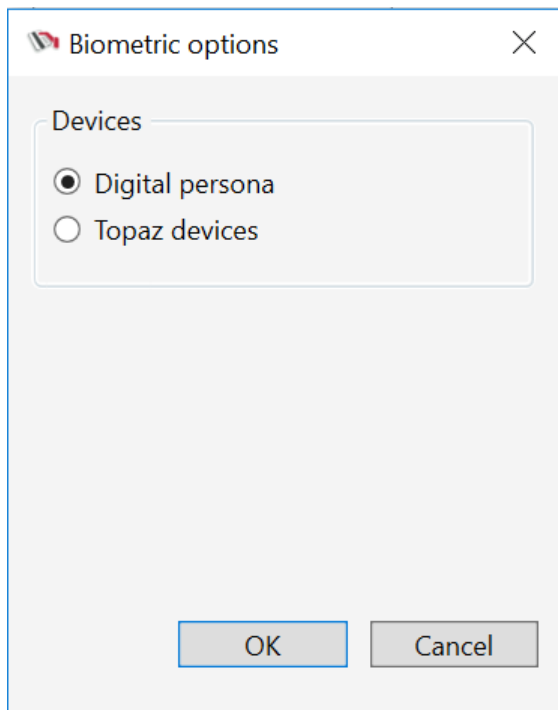 Biometric options
Devices
Digital persona
Topaz devices
OK
Cancel